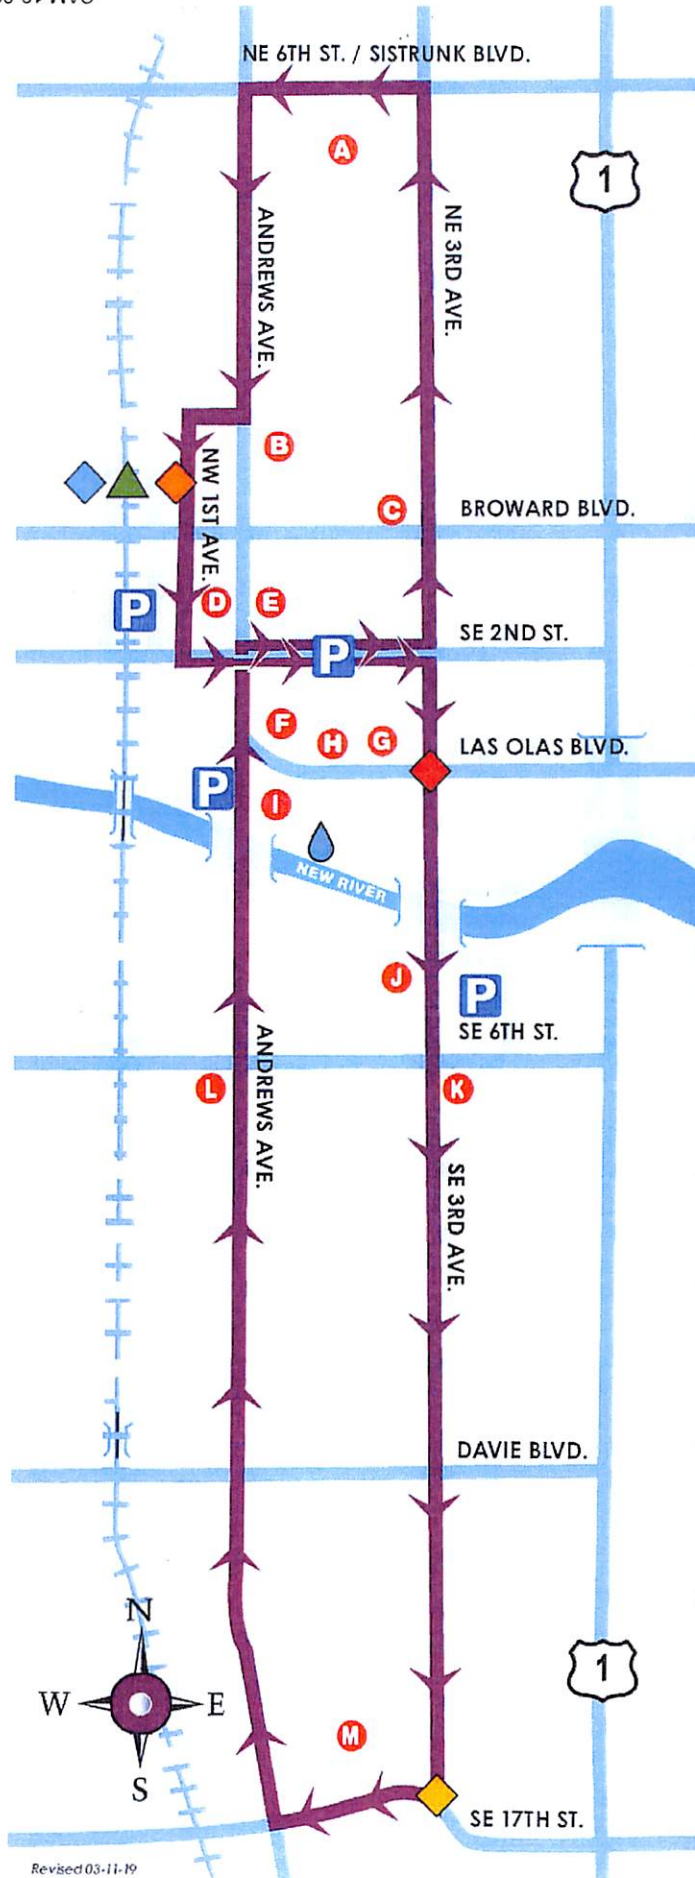 NE 6TH ST. / SISTRUNK BLVD.
A
1
ANDREWS AVE.
NE 3RD AVE.
B
NW 1ST AVE.
C
BROWARD BLVD.
P
D
E
SE 2ND ST.
P
F
H
G
LAS OLAS BLVD.
P
I
NEW RIVER
J
P
SE 6TH ST.
ANDREWS AVE.
L
K
SE 3RD AVE.
DAVIE BLVD.
N
W
E
S
1
M
SE 17TH ST.
Revised 03-11-19